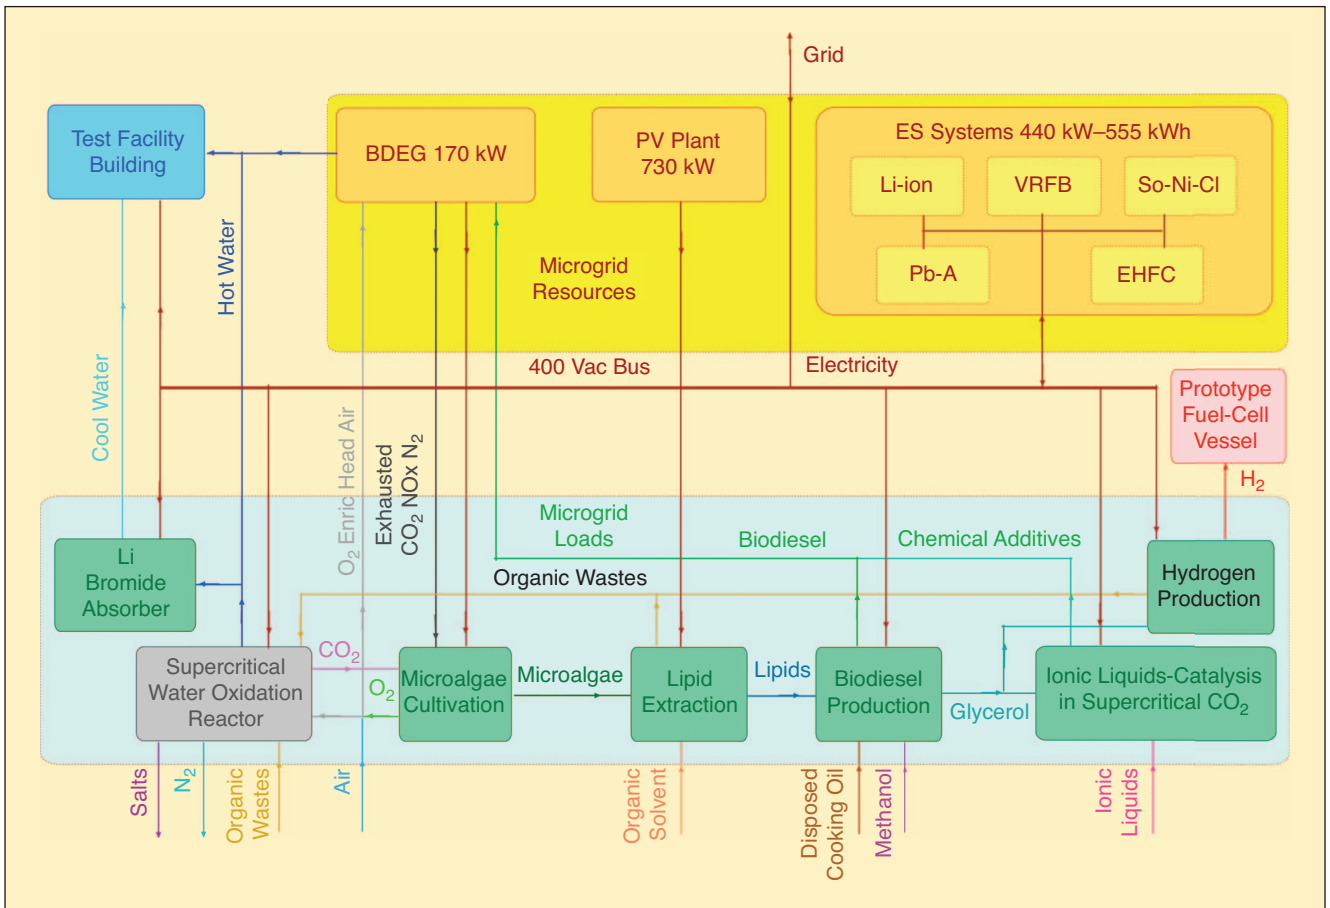 Grid
Test Facility
Building
BDEG 170 kW
PV Plant
730 kW
ES Systems 440 kW–555 kWh
Li-ion
VRFB
So-Ni-Cl
Pb-A
EHFC
Microgrid
Resources
Hot Water
Cool Water
400 Vac Bus
Electricity
O2 Enric Head Air
Exhausted
CO2 NOx N2
Prototype
Fuel-Cell
Vessel
H2
Microgrid
Loads
Biodiesel
Chemical Additives
Organic Wastes
Li
Bromide
Absorber
Hydrogen
Production
Supercritical
Water Oxidation
Reactor
CO2
O2
Microalgae
Cultivation
Microalgae
Lipid
Extraction
Lipids
Biodiesel
Production
Glycerol
Ionic Liquids-Catalysis
in Supercritical CO2
Salts
N2
Organic
Wastes
Air
Organic
Solvent
Disposed
Cooking Oil
Methanol
Ionic
Liquids